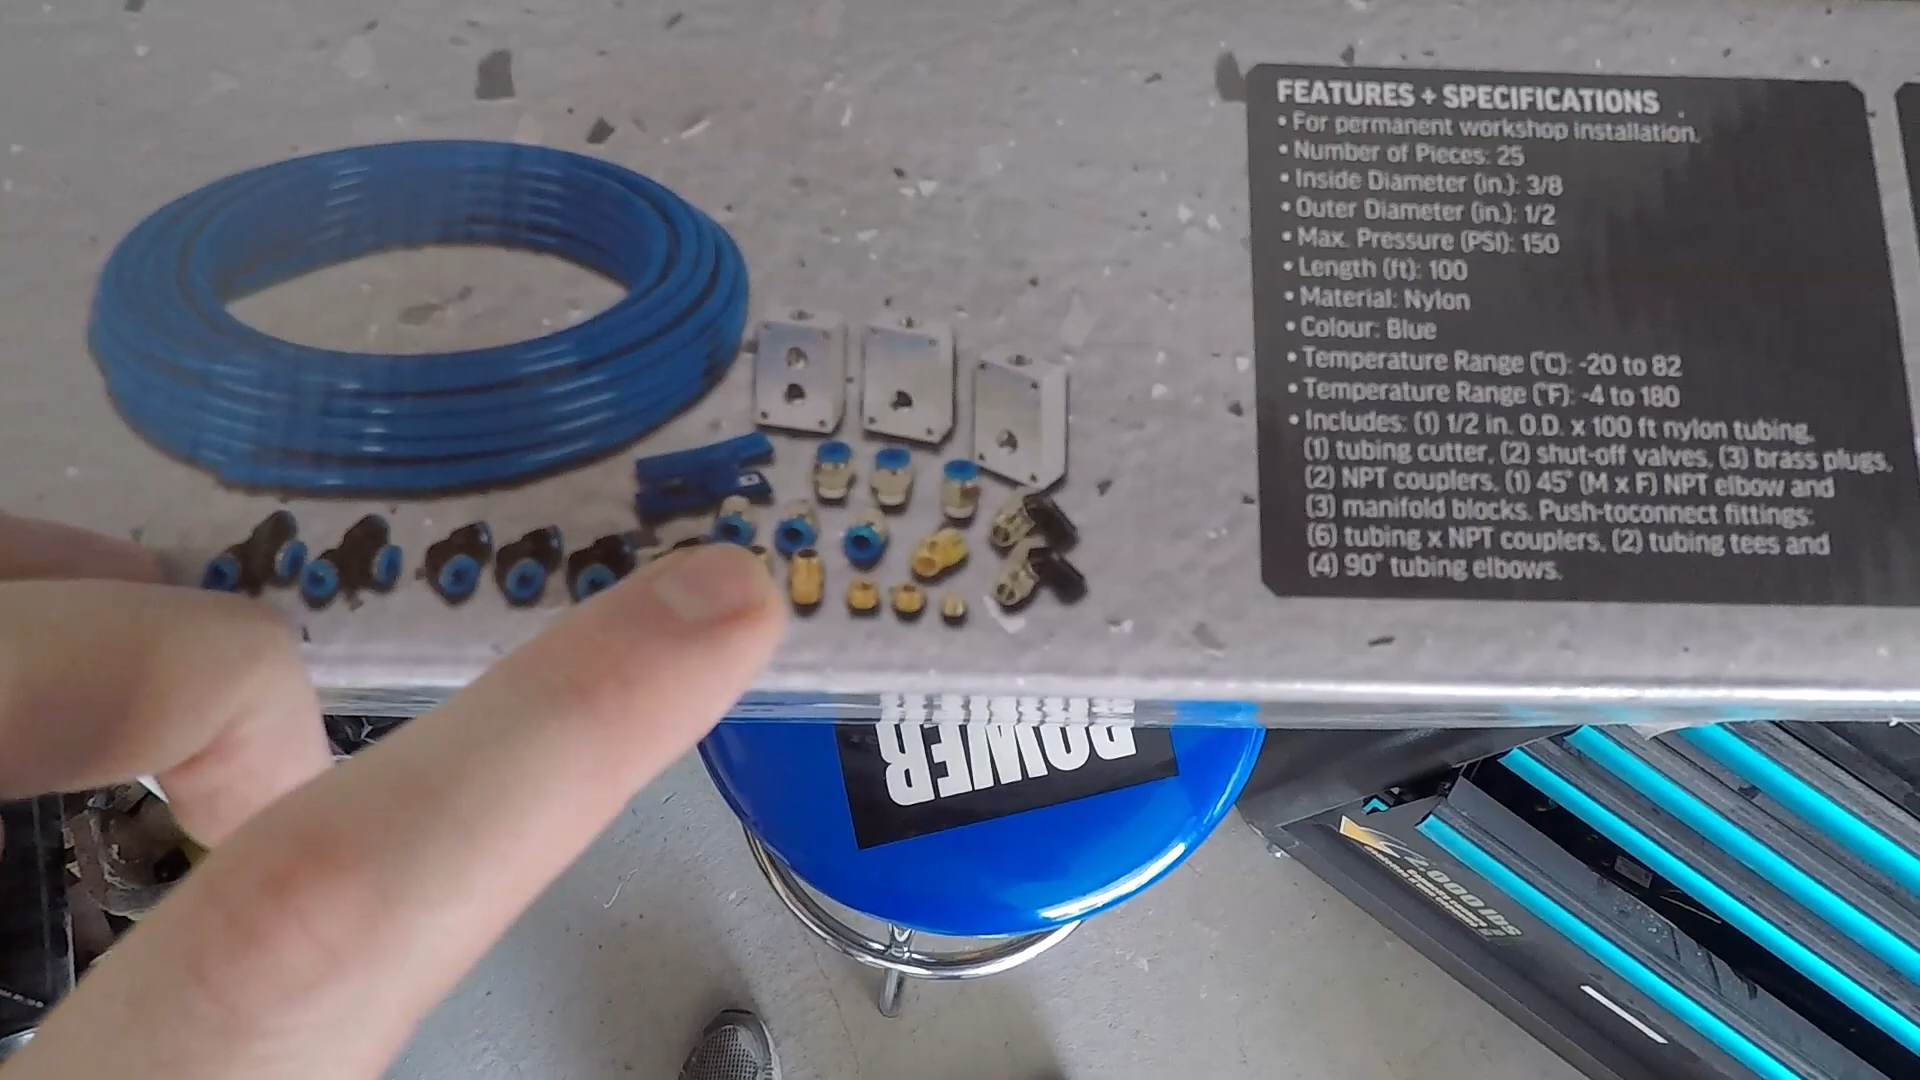 FEATURES + SPECIFICATIONS
• For permanent workshop installation.
• Number of Pieces: 25
• Inside Diameter (in.): 3/8
• Outer Diameter (in.): 1/2
• Max. Pressure (PSI): 150
• Length (ft): 100
• Material: Nylon
• Colour: Blue
• Temperature Range (°C): -20 to 82
• Temperature Range (°F): -4 to 180
• Includes: (1) 1/2 in. O.D. x 100 ft nylon tubing,
(1) tubing cutter, (2) shut-off valves, (3) brass plugs,
(2) NPT couplers, (1) 45° (M x F) NPT elbow and
(3) manifold blocks. Push-toconnect fittings:
(6) tubing x NPT couplers, (2) tubing tees and
(4) 90° tubing elbows.
POWER